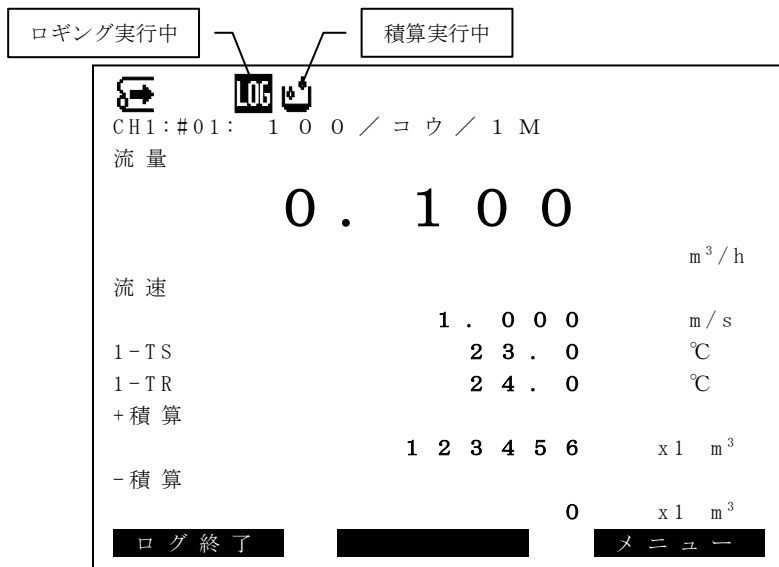 ロギング実行中 積算実行中
LOG
CH1:#01: 100/コウ/1M
流量
0.100
m³/h
流速
1.000 m/s
1-TS 23.0 ℃
1-TR 24.0 ℃
+積算
123456 x1 m³
-積算
0 x1 m³
ログ終了 メニュー